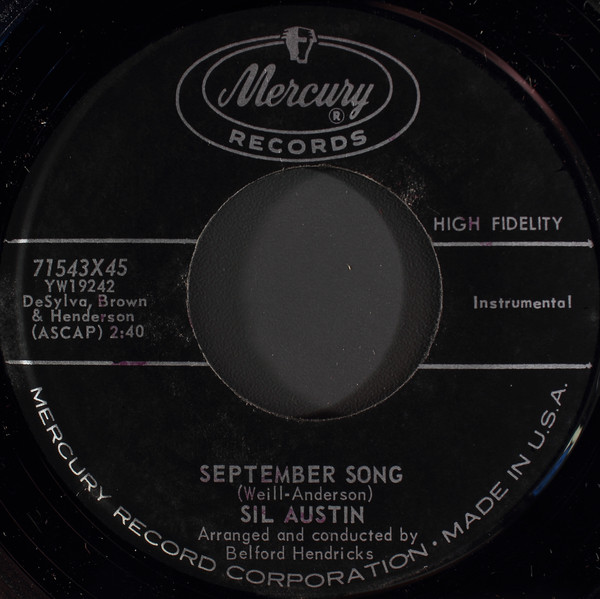 Mercury
®
RECORDS
HIGH FIDELITY
71543X45
YW19242
DeSylva, Brown
& Henderson
(ASCAP) 2:40
Instrumental
SEPTEMBER SONG
(Weill-Anderson)
SIL AUSTIN
Arranged and conducted by
Belford Hendricks
MERCURY RECORD CORPORATION • MADE IN U.S.A.